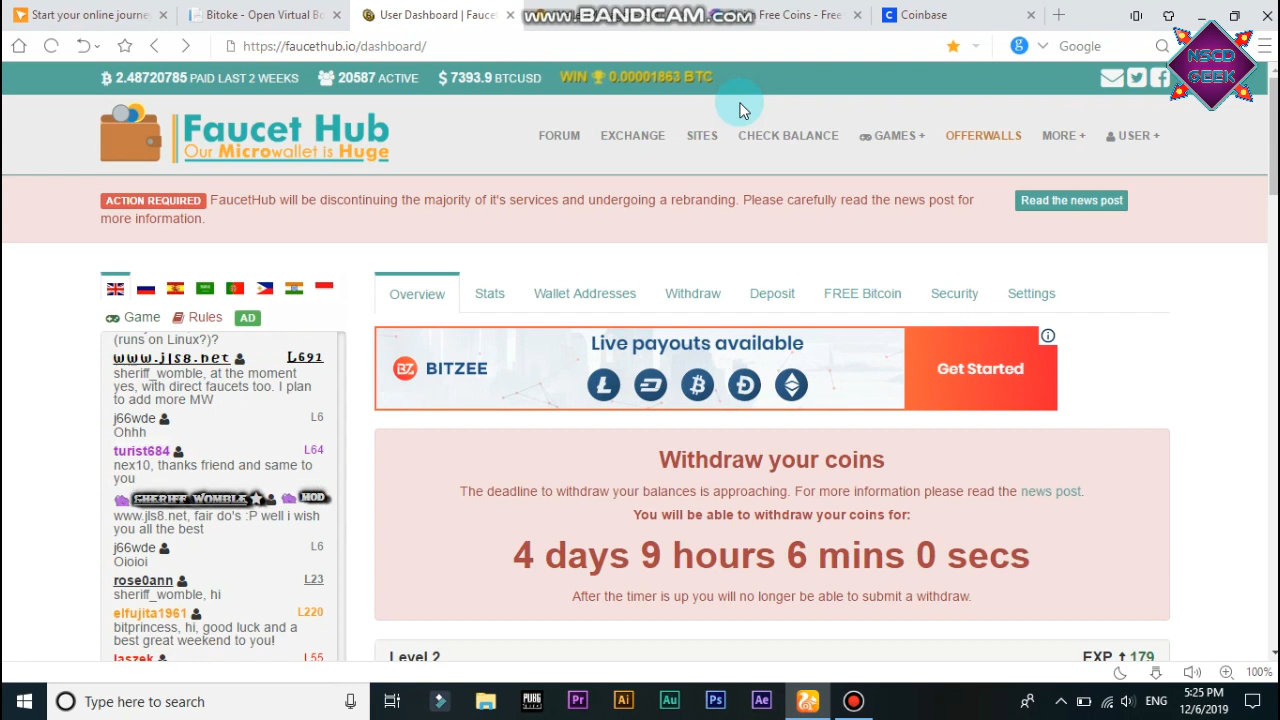 Start your online journe
Bitoke - Open Virtual Bo
User Dashboard | Faucet
www.BANDICAM.com
Free Coins - Free
Coinbase
https://faucethub.io/dashboard/
Google
NSCD
GEEK
2.48720785 PAID LAST 2 WEEKS 20587 ACTIVE $ 7393.9 BTCUSD WIN 0.00001863 BTC
Faucet Hub
Our Microwallet is Huge
FORUM EXCHANGE SITES CHECK BALANCE GAMES + OFFERWALLS MORE + USER +
ACTION REQUIRED FaucetHub will be discontinuing the majority of it's services and undergoing a rebranding. Please carefully read the news post for
more information.
Read the news post
Game Rules AD
(runs on Linux?)?
www.jls8.net L691
sheriff_womble, at the moment
yes, with direct faucets too. I plan
to add more MW
j66wde L6
Ohhh
turist684 L64
nex10, thanks friend and same to
you
SHERIFF WOMBLE MOD
www.jls8.net, fair do's :P well i wish
you all the best
j66wde L6
Oioioi
rose0ann L23
sheriff_womble, hi
elfujita1961 L220
bitprincess, hi, good luck and a
best great weekend to you!
laszek L55
Overview Stats Wallet Addresses Withdraw Deposit FREE Bitcoin Security Settings
BZ BITZEE
Live payouts available
Get Started
Withdraw your coins
The deadline to withdraw your balances is approaching. For more information please read the news post.
You will be able to withdraw your coins for:
4 days 9 hours 6 mins 0 secs
After the timer is up you will no longer be able to submit a withdraw.
Level 2 EXP 179
100%
Type here to search
PUBG
Pr
Ai
Au
Ps
Ae
ENG
5:25 PM
12/6/2019